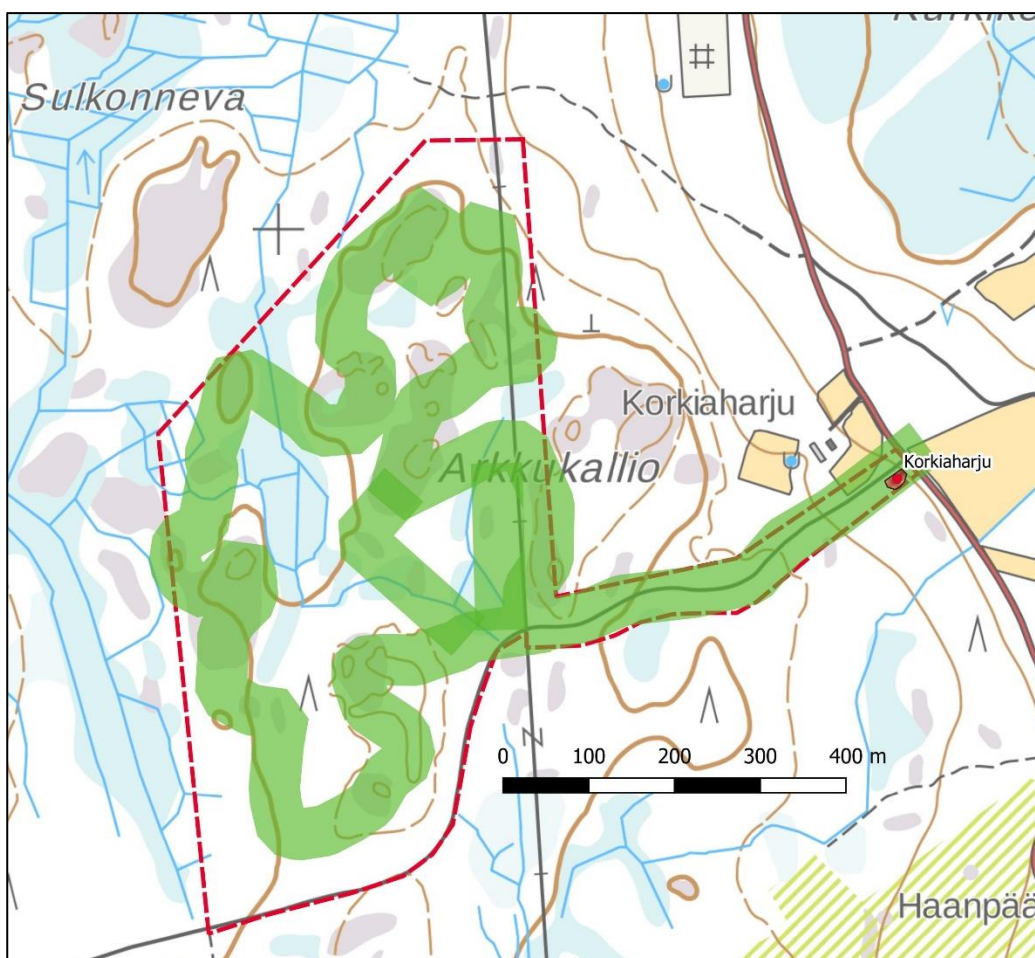 Sulkonneva
Korkiaharju
Arkkukallio
Korkiaharju
0 100 200 300 400 m
Haanpää